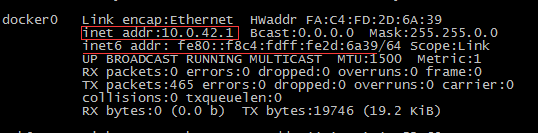 docker0 Link encap:Ethernet HWaddr FA:C4:FD:2D:6A:39
inet addr:10.0.42.1 Bcast:0.0.0.0 Mask:255.255.0.0
inet6 addr: fe80::f8c4:fdff:fe2d:6a39/64 Scope:Link
UP BROADCAST RUNNING MULTICAST MTU:1500 Metric:1
RX packets:0 errors:0 dropped:0 overruns:0 frame:0
TX packets:465 errors:0 dropped:0 overruns:0 carrier:0
collisions:0 txqueuelen:0
RX bytes:0 (0.0 b) TX bytes:19746 (19.2 KiB)